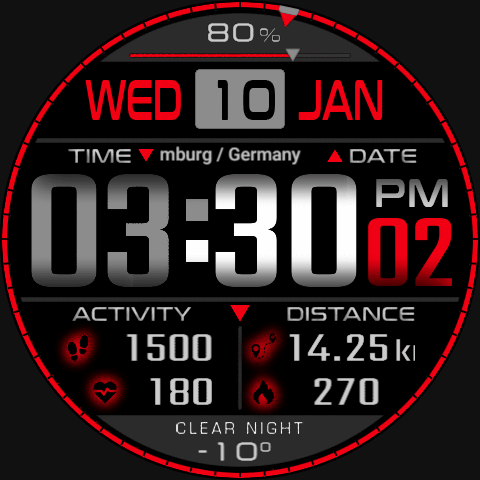 80%
WED 10 JAN
TIME mburg / Germany DATE
03:30 PM 02
ACTIVITY DISTANCE
1500 14.25 k
180 270
CLEAR NIGHT
-10°